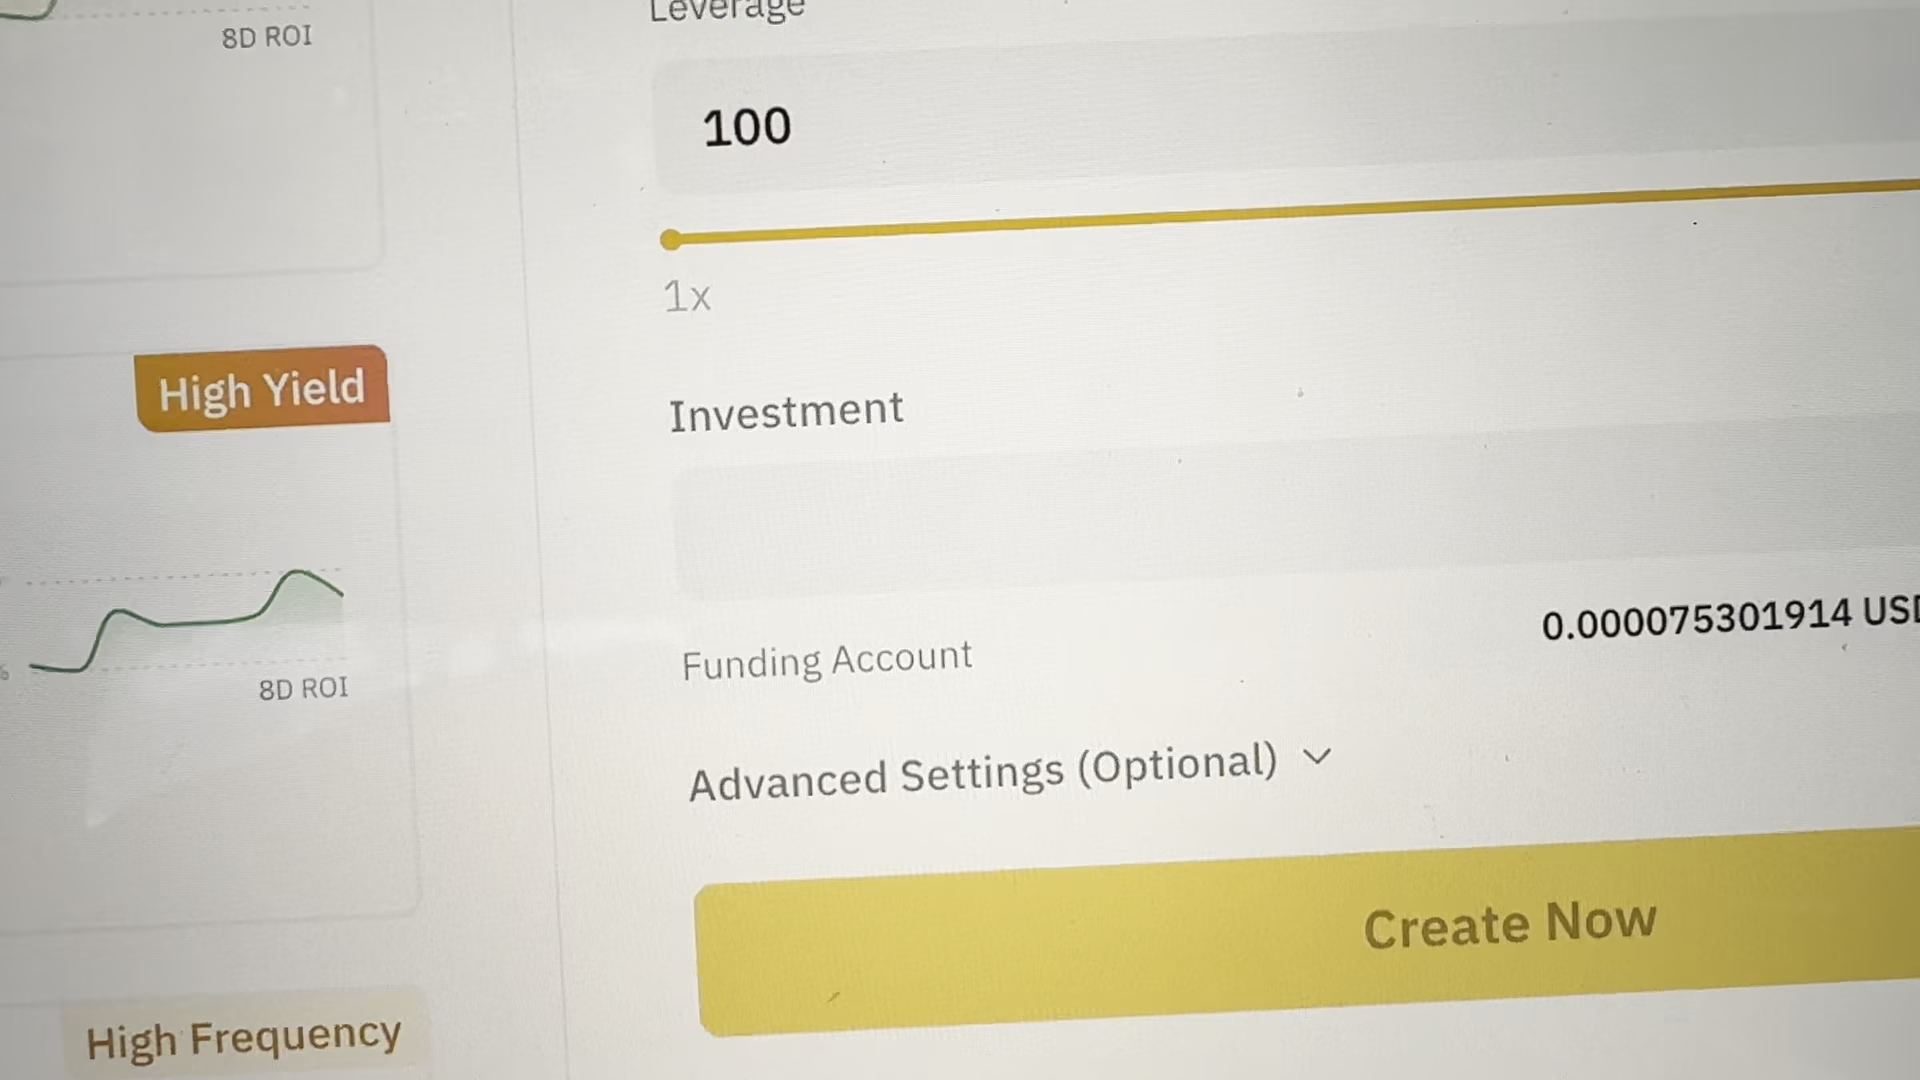 8D ROI
High Yield
8D ROI
High Frequency
Leverage
100
1x
Investment
Funding Account
0.000075301914
Advanced Settings (Optional)
Create Now